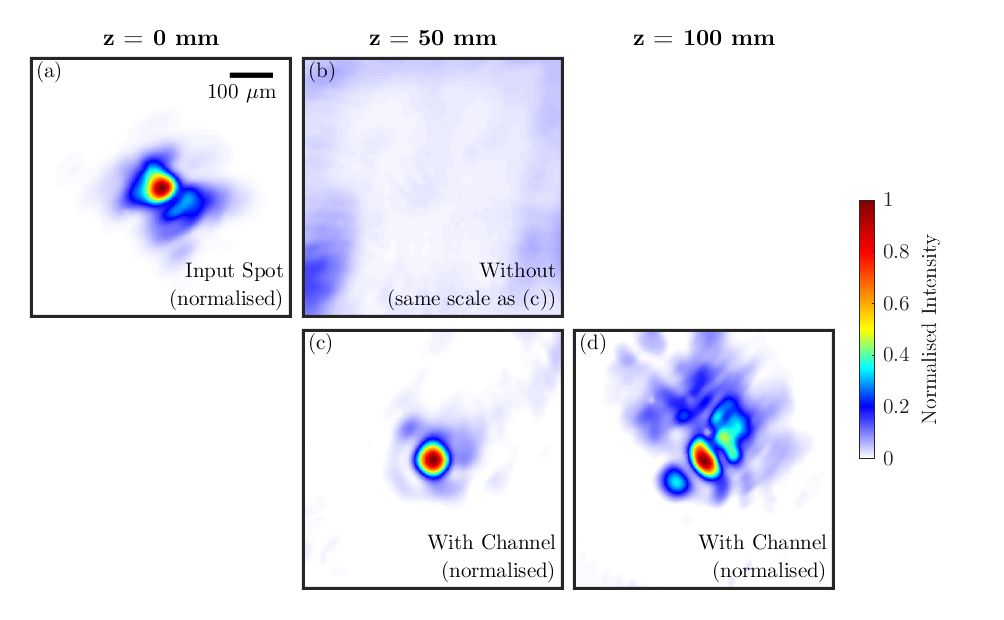 z = 0 mm
z = 50 mm
z = 100 mm
(a)
100 μm
Input Spot
(normalised)
(b)
Without
(same scale as (c))
(c)
With Channel
(normalised)
(d)
With Channel
(normalised)
1
0.8
0.6
0.4
0.2
0
Normalised Intensity